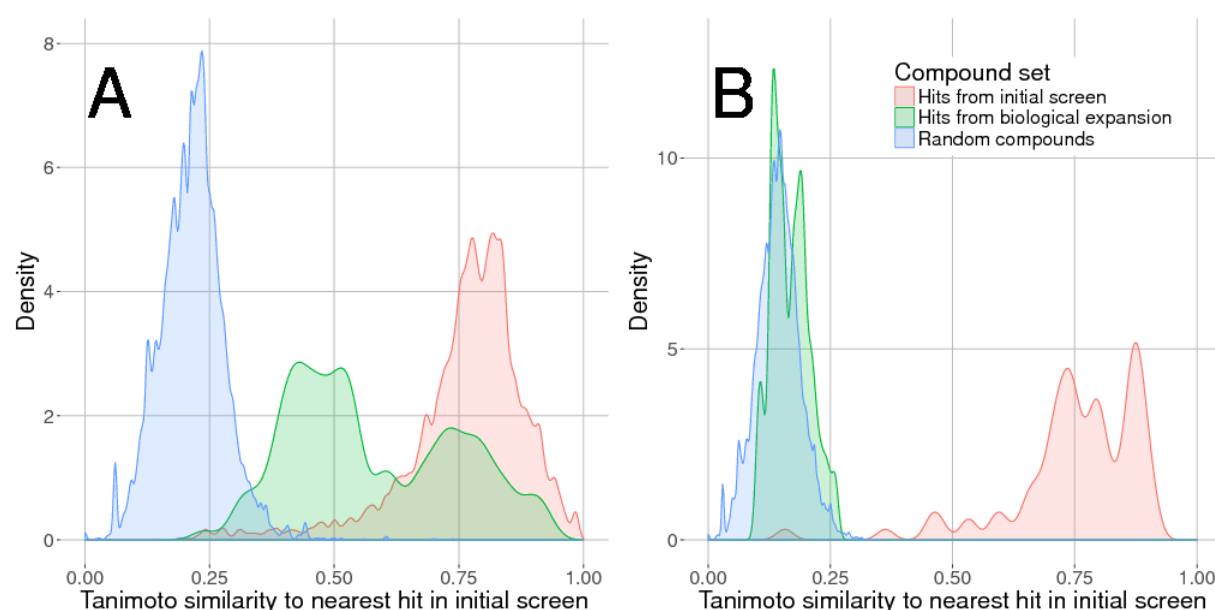 A
8
6
4
2
0
Density
0.00 0.25 0.50 0.75 1.00
Tanimoto similarity to nearest hit in initial screen
B
Compound set
Hits from initial screen
Hits from biological expansion
Random compounds
10
5
0
Density
0.00 0.25 0.50 0.75 1.00
Tanimoto similarity to nearest hit in initial screen